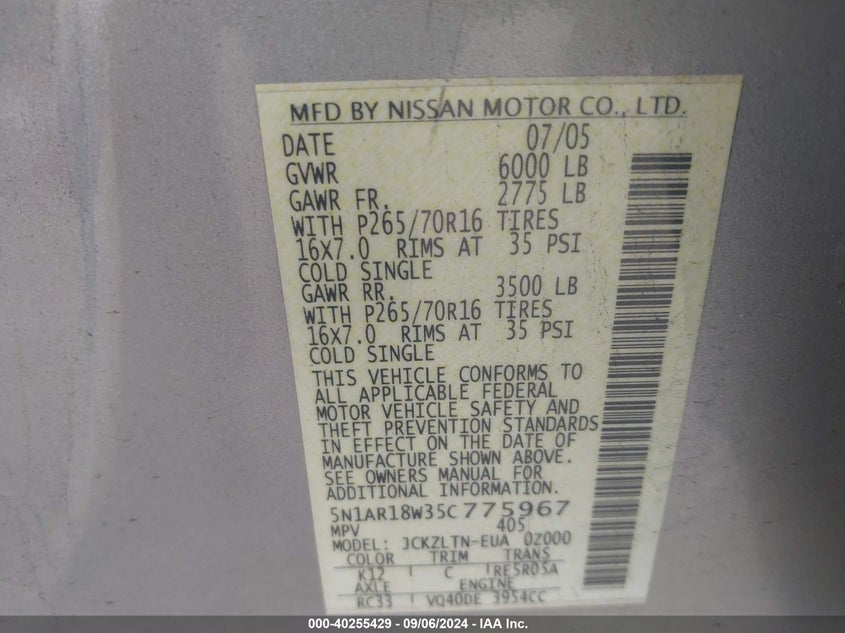 MFD BY NISSAN MOTOR CO., LTD.
DATE 07/05
GVWR 6000 LB
GAWR FR. 2775 LB
WITH P265/70R16 TIRES
16X7.0 RIMS AT 35 PSI
COLD SINGLE
GAWR RR. 3500 LB
WITH P265/70R16 TIRES
16X7.0 RIMS AT 35 PSI
COLD SINGLE
THIS VEHICLE CONFORMS TO
ALL APPLICABLE FEDERAL
MOTOR VEHICLE SAFETY AND
THEFT PREVENTION STANDARDS
IN EFFECT ON THE DATE OF
MANUFACTURE SHOWN ABOVE.
SEE OWNERS MANUAL FOR
ADDITIONAL INFORMATION.
5N1AR18W35C775967
MPV 405
MODEL: JCKZLTN-EUA 0Z000
COLOR TRIM TRANS
K12 C RE5R05A
AXLE ENGINE
RC33 VQ40DE 3954CC
000-40255429 - 09/06/2024 - IAA Inc.